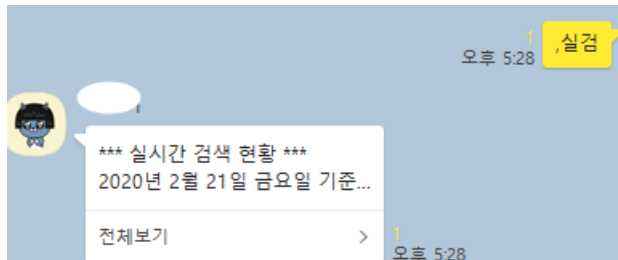 1
,실검
오후 5:28
*** 실시간 검색 현황 ***
2020년 2월 21일 금요일 기준...
전체보기
1
오후 5:28